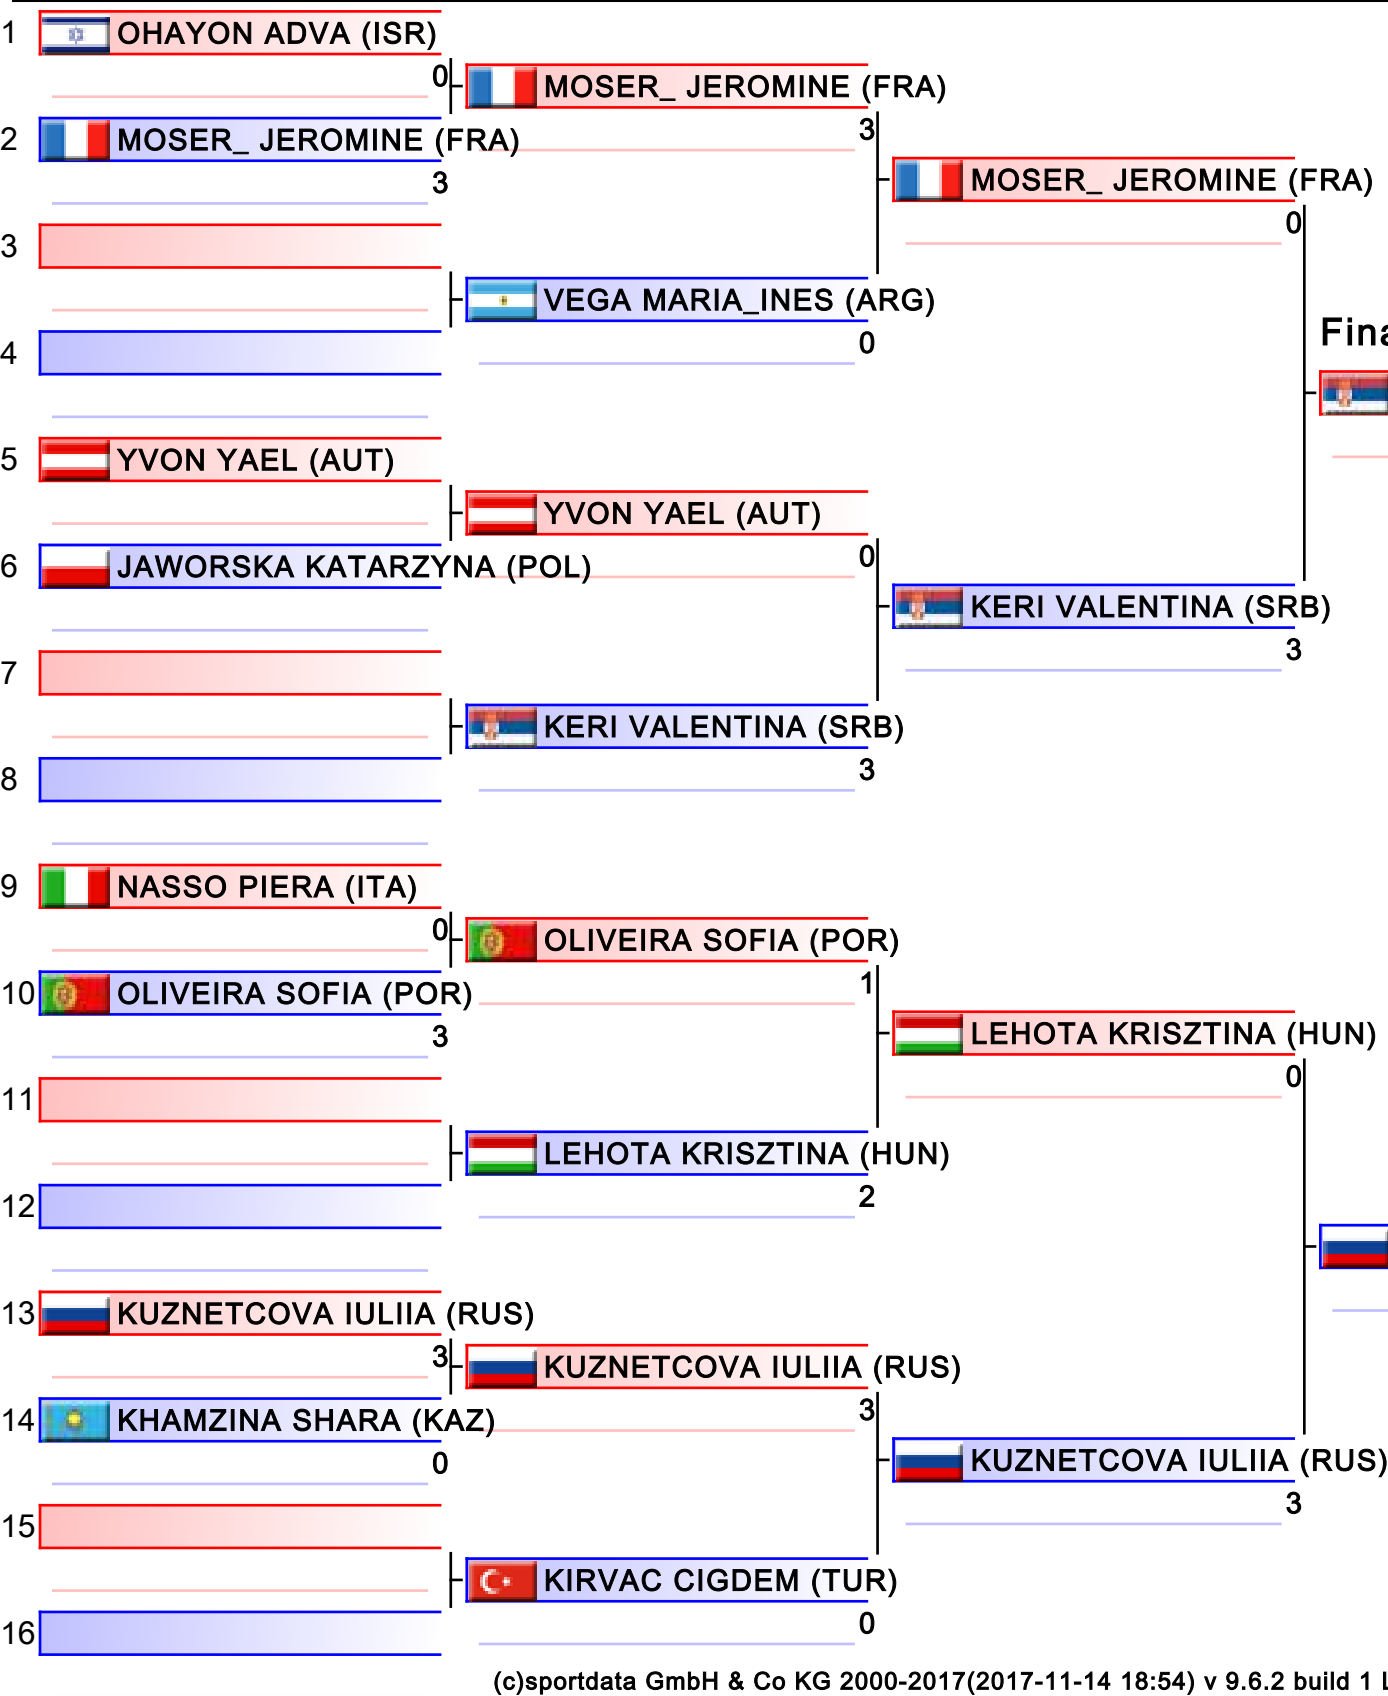 1 OHAYON ADVA (ISR)
0
MOSER_ JEROMINE (FRA)
3
2 MOSER_ JEROMINE (FRA)
3
MOSER_ JEROMINE (FRA)
0
3
VEGA MARIA_INES (ARG)
0
4
Fina
5 YVON YAEL (AUT)
YVON YAEL (AUT)
0
6 JAWORSKA KATARZYNA (POL)
KERI VALENTINA (SRB)
3
7
KERI VALENTINA (SRB)
3
8
9 NASSO PIERA (ITA)
0
OLIVEIRA SOFIA (POR)
1
10 OLIVEIRA SOFIA (POR)
3
LEHOTA KRISZTINA (HUN)
0
11
LEHOTA KRISZTINA (HUN)
2
12
13 KUZNETCOVA IULIIA (RUS)
3
KUZNETCOVA IULIIA (RUS)
3
14 KHAMZINA SHARA (KAZ)
0
KUZNETCOVA IULIIA (RUS)
3
15
KIRVAC CIGDEM (TUR)
0
16
(c)sportdata GmbH & Co KG 2000-2017(2017-11-14 18:54) v 9.6.2 build 1 L